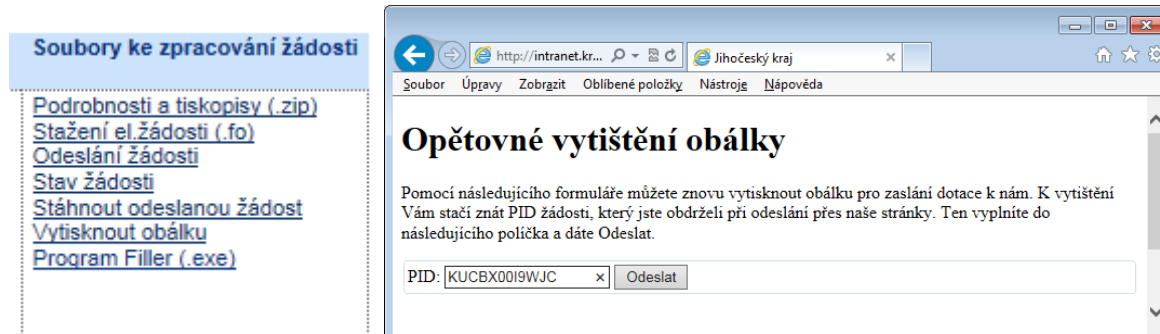 Soubory ke zpracování žádosti
Podrobnosti a tiskopisy (.zip)
Stažení el.žádosti (.fo)
Odeslání žádosti
Stav žádosti
Stáhnout odeslanou žádost
Vytisknout obálku
Program Filler (.exe)
http://intranet.kr...
Jihočeský kraj
Soubor Úpravy Zobrazit Oblíbené položky Nástroje Nápověda
Opětovné vytištění obálky
Pomocí následujícího formuláře můžete znovu vytisknout obálku pro zaslání dotace k nám. K vytištění
Vám stačí znát PID žádosti, který jste obdrželi při odeslání přes naše stránky. Ten vyplníte do
následujícího políčka a dáte Odeslat.
PID: KUCBX00I9WJC Odeslat